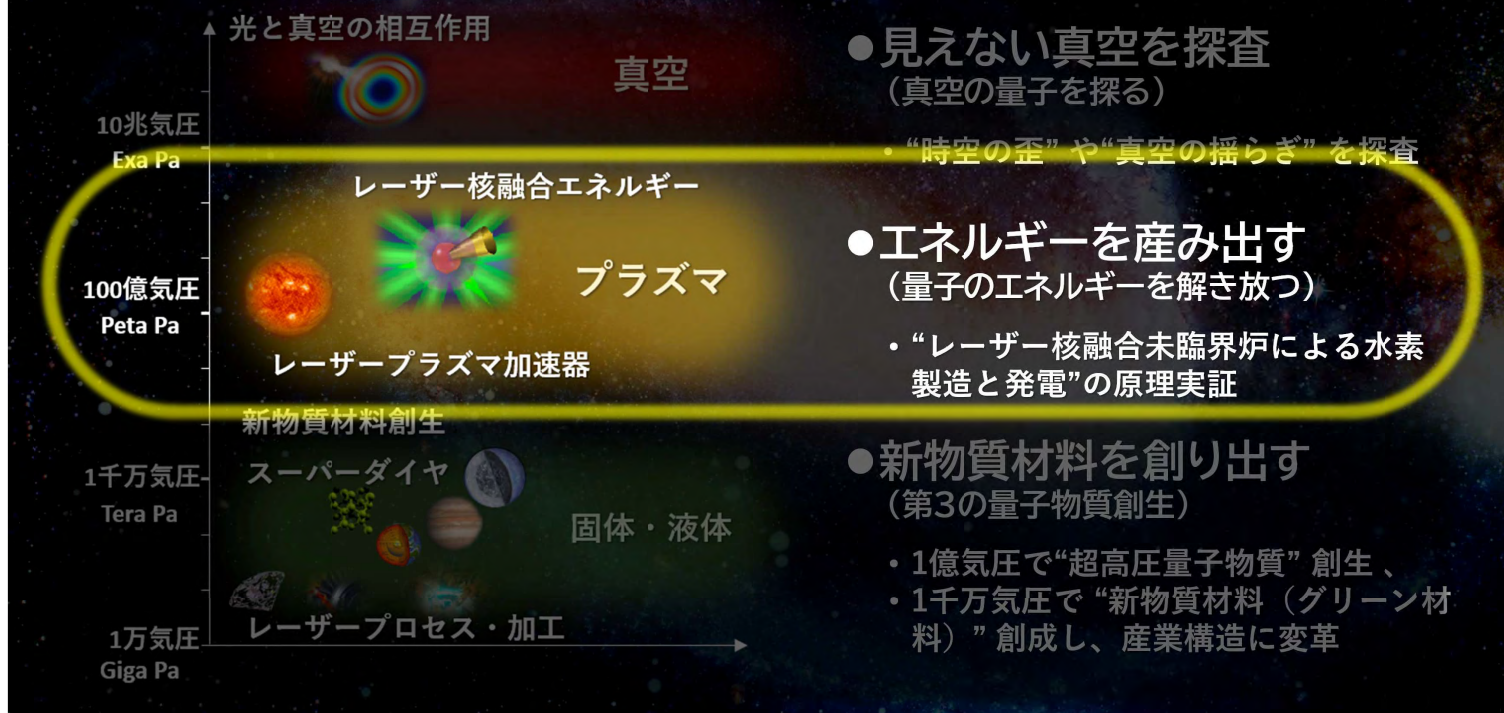 光と真空の相互作用
真空
10兆気圧
Exa Pa
レーザー核融合エネルギー
プラズマ
100億気圧
Peta Pa
レーザープラズマ加速器
新物質材料創生
スーパーダイヤ
1千万気圧
Tera Pa
固体・液体
レーザープロセス・加工
1万気圧
Giga Pa
●見えない真空を探査
（真空の量子を探る）
・“時空の歪” や“真空の揺らぎ” を探査
●エネルギーを産み出す
（量子のエネルギーを解き放つ）
・“レーザー核融合未臨界炉による水素
製造と発電”の原理実証
●新物質材料を創り出す
（第3の量子物質創生）
・1億気圧で“超高圧量子物質” 創生 、
・1千万気圧で “新物質材料（グリーン材
料）” 創成し、産業構造に変革